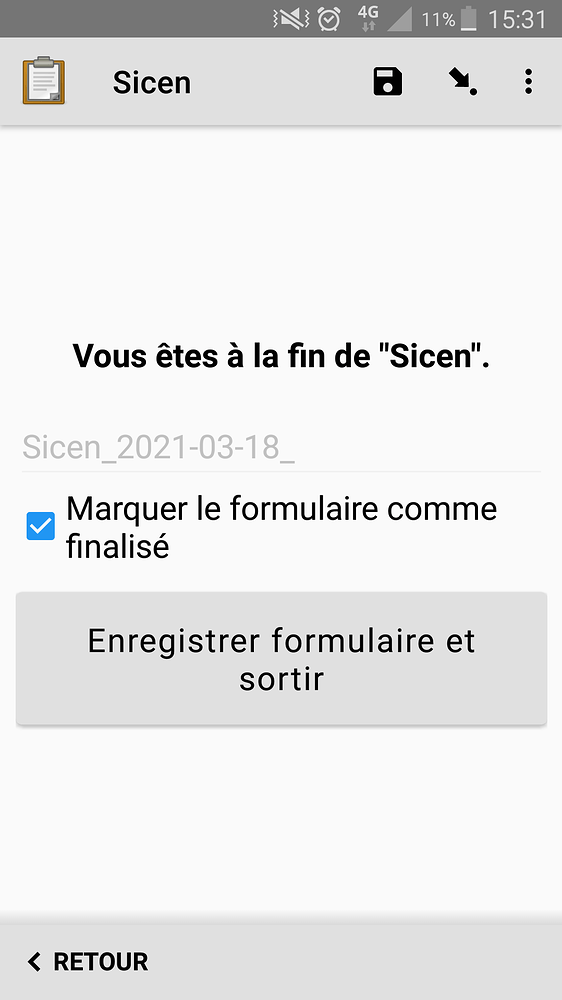 4G 11% 15:31
Sicen
Vous êtes à la fin de "Sicen".
Sicen_2021-03-18_
Marquer le formulaire comme
finalisé
Enregistrer formulaire et
sortir
RETOUR